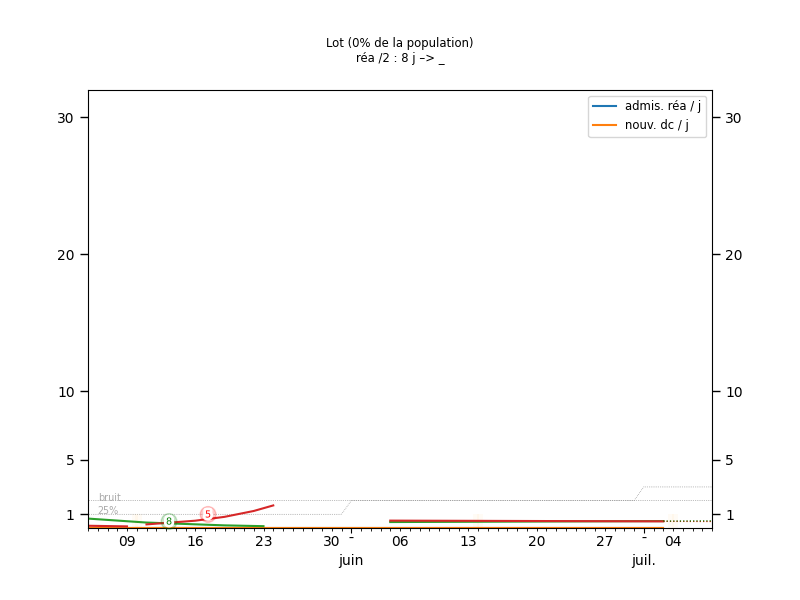 Lot (0% de la population)
réa /2 : 8 j –> _
admis. réa / j
nouv. dc / j
30 30
20 20
10 10
5 5
bruit
25%
1 8 5 1
09 16 23 30 - 06 13 20 27 - 04
juin juil.